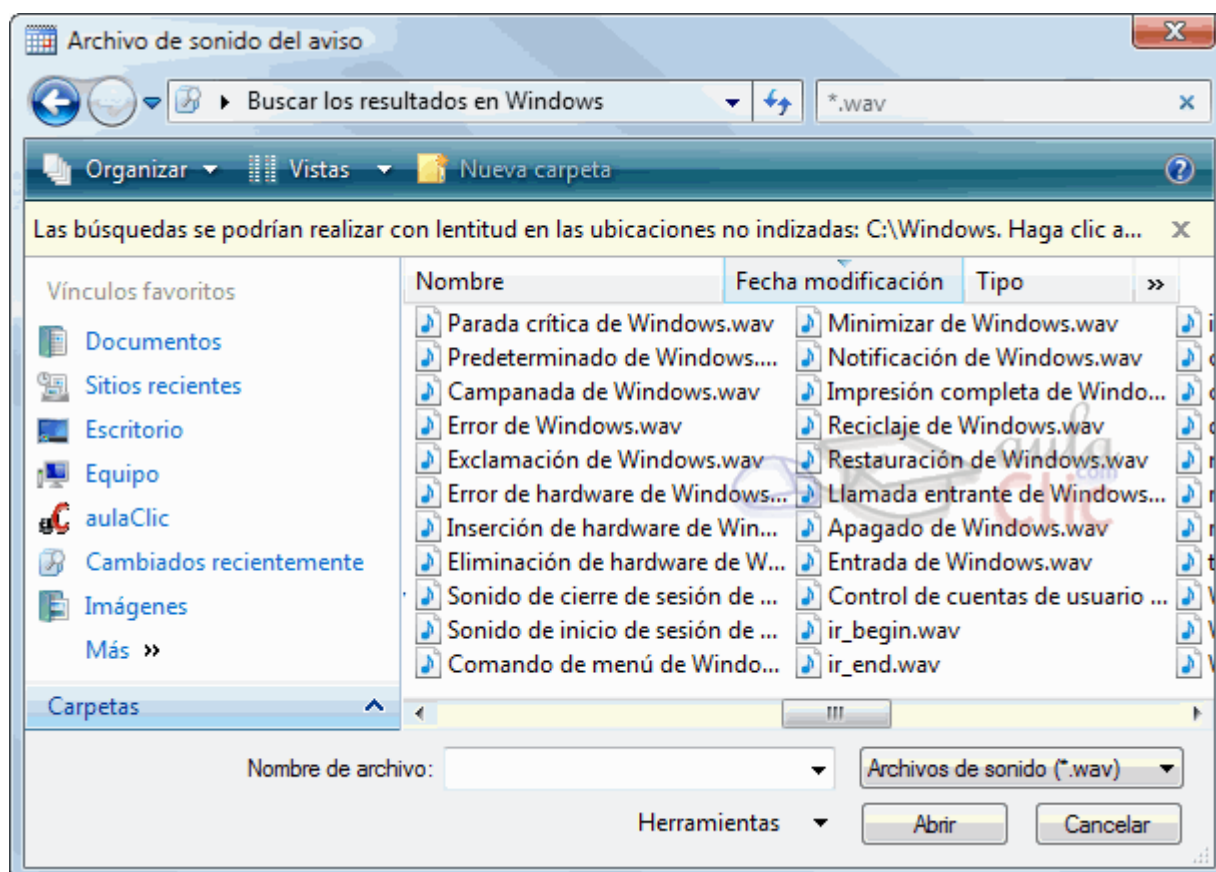 Archivo de sonido del aviso
Buscar los resultados en Windows
*.wav
Organizar
Vistas
Nueva carpeta
Las búsquedas se podrían realizar con lentitud en las ubicaciones no indizadas: C:\Windows. Haga clic a...
Vínculos favoritos
Documentos
Sitios recientes
Escritorio
Equipo
aulaClic
Cambiados recientemente
Imágenes
Más »
Carpetas
Nombre
Fecha modificación
Tipo
»
Parada crítica de Windows.wav
Predeterminado de Windows....
Campanada de Windows.wav
Error de Windows.wav
Exclamación de Windows.wav
Error de hardware de Windows...
Inserción de hardware de Win...
Eliminación de hardware de W...
Sonido de cierre de sesión de ...
Sonido de inicio de sesión de ...
Comando de menú de Windo...
Minimizar de Windows.wav
Notificación de Windows.wav
Impresión completa de Windo...
Reciclaje de Windows.wav
Restauración de Windows.wav
Llamada entrante de Windows...
Apagado de Windows.wav
Entrada de Windows.wav
Control de cuentas de usuario ...
ir_begin.wav
ir_end.wav
aula
Clic
.com
Nombre de archivo:
Archivos de sonido (*.wav)
Herramientas
Abrir
Cancelar